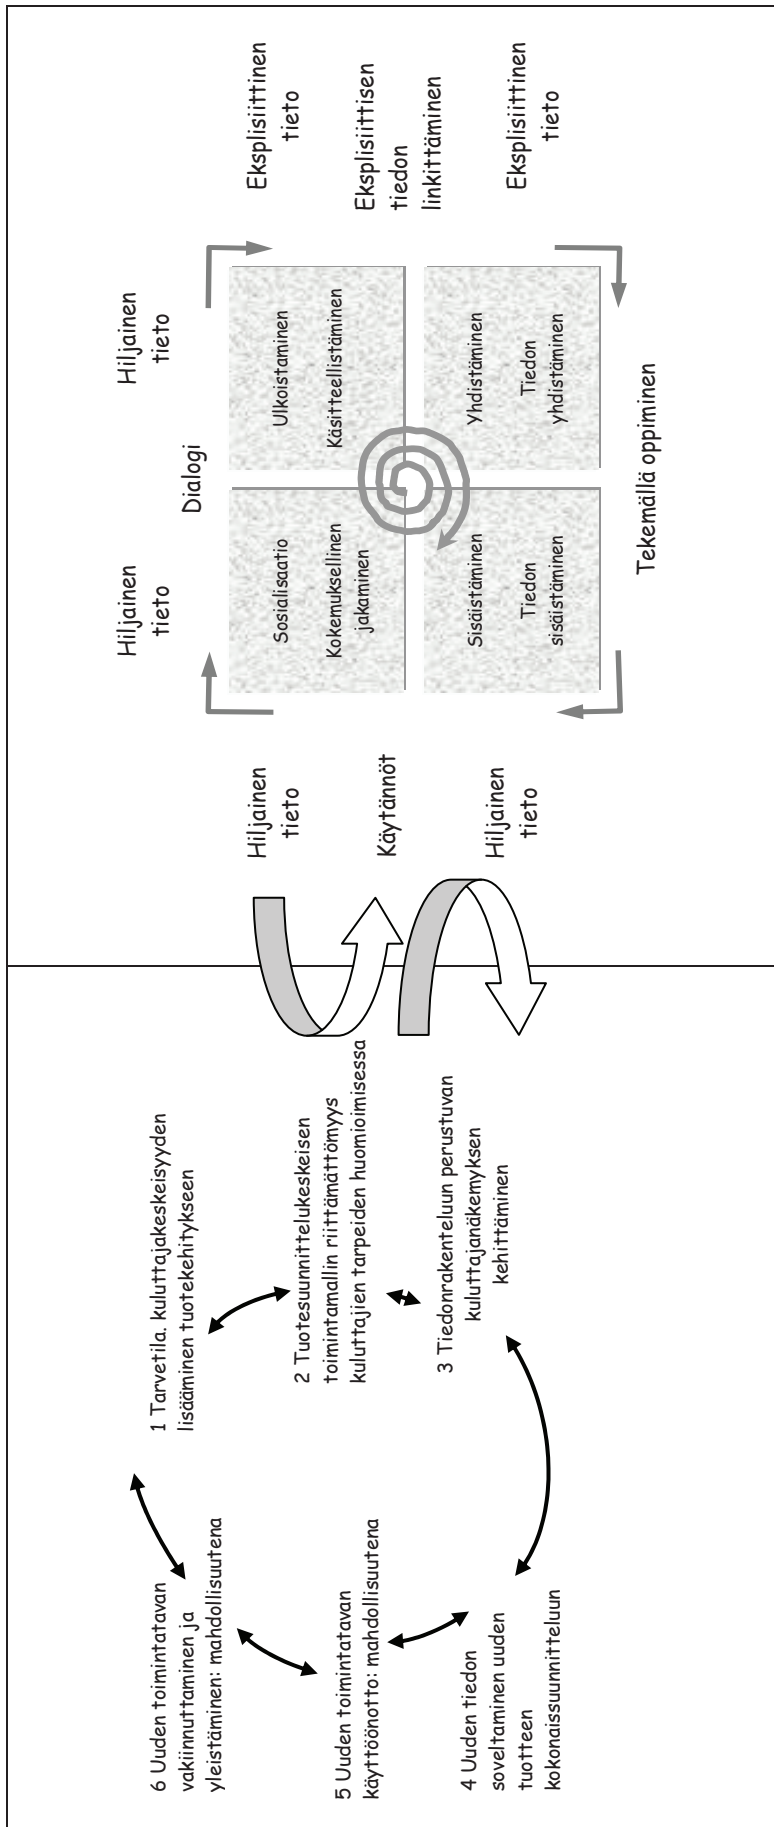 6 Uuden toimintatavan
vakiinnuttaminen ja
yleistäminen: mahdollisuutena
1 Tarvetila. kuluttajakeskeisyyden
lisääminen tuotekehitykseen
5 Uuden toimintatavan
käyttöönotto: mahdollisuutena
2 Tuotesuunnittelukeskeisen
toimintamallin riittämättömyys
kuluttajien tarpeiden huomioimisessa
4 Uuden tiedon
soveltaminen uuden
tuotteen
kokonaissuunnitteluun
3 Tiedonrakenteluun perustuvan
kuluttajanäkemyksen
kehittäminen
Hiljainen
tieto
Hiljainen
tieto
Dialogi
Hiljainen
tieto
Käytännöt
Hiljainen
tieto
Sosialisaatio
Kokemuksellinen
jakaminen
Ulkoistaminen
Käsitteellistäminen
Sisäistäminen
Tiedon
sisäistäminen
Yhdistäminen
Tiedon
yhdistäminen
Eksplisiittinen
tieto
Eksplisiittisen
tiedon
linkittäminen
Eksplisiittinen
tieto
Tekemällä oppiminen